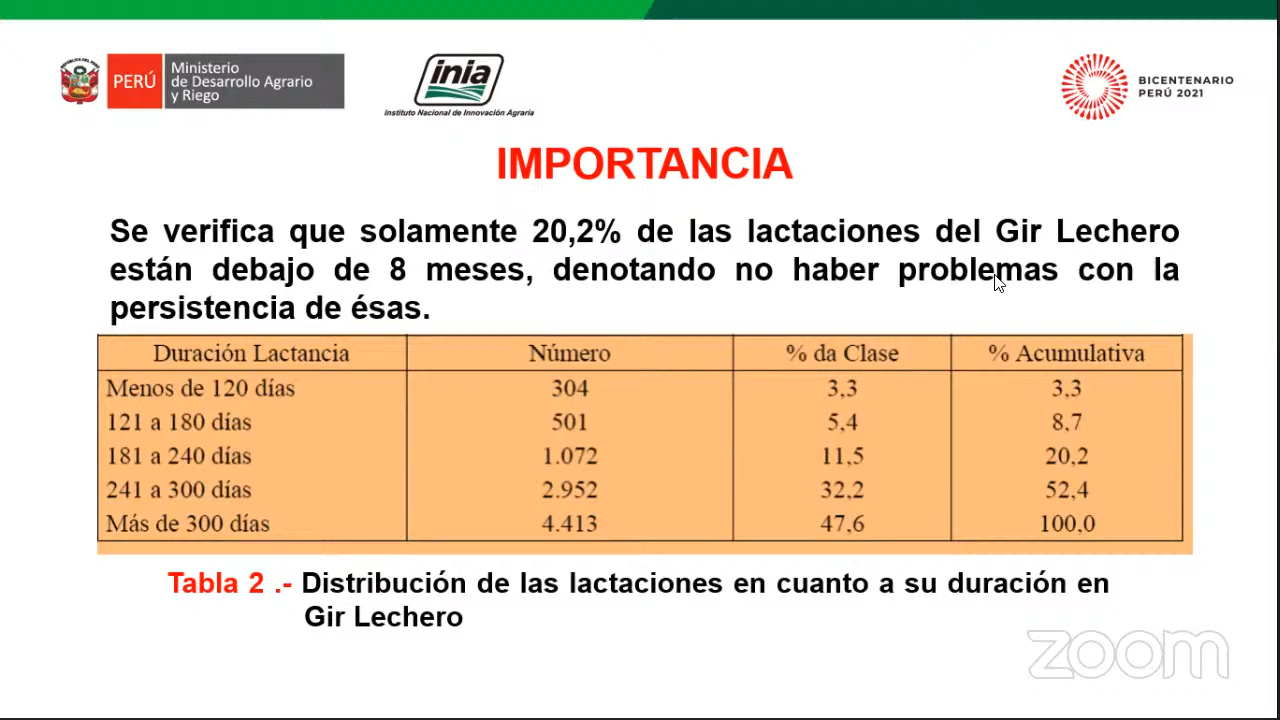 PERÚ
Ministerio
de Desarrollo Agrario
y Riego
inia
Instituto Nacional de Innovación Agraria
BICENTENARIO
PERÚ 2021
IMPORTANCIA
Se verifica que solamente 20,2% de las lactaciones del Gir Lechero
están debajo de 8 meses, denotando no haber problemas con la
persistencia de ésas.
Duración Lactancia Número % da Clase % Acumulativa
Menos de 120 días 304 3,3 3,3
121 a 180 días 501 5,4 8,7
181 a 240 días 1.072 11,5 20,2
241 a 300 días 2.952 32,2 52,4
Más de 300 días 4.413 47,6 100,0
Tabla 2 .- Distribución de las lactaciones en cuanto a su duración en
Gir Lechero
zoom